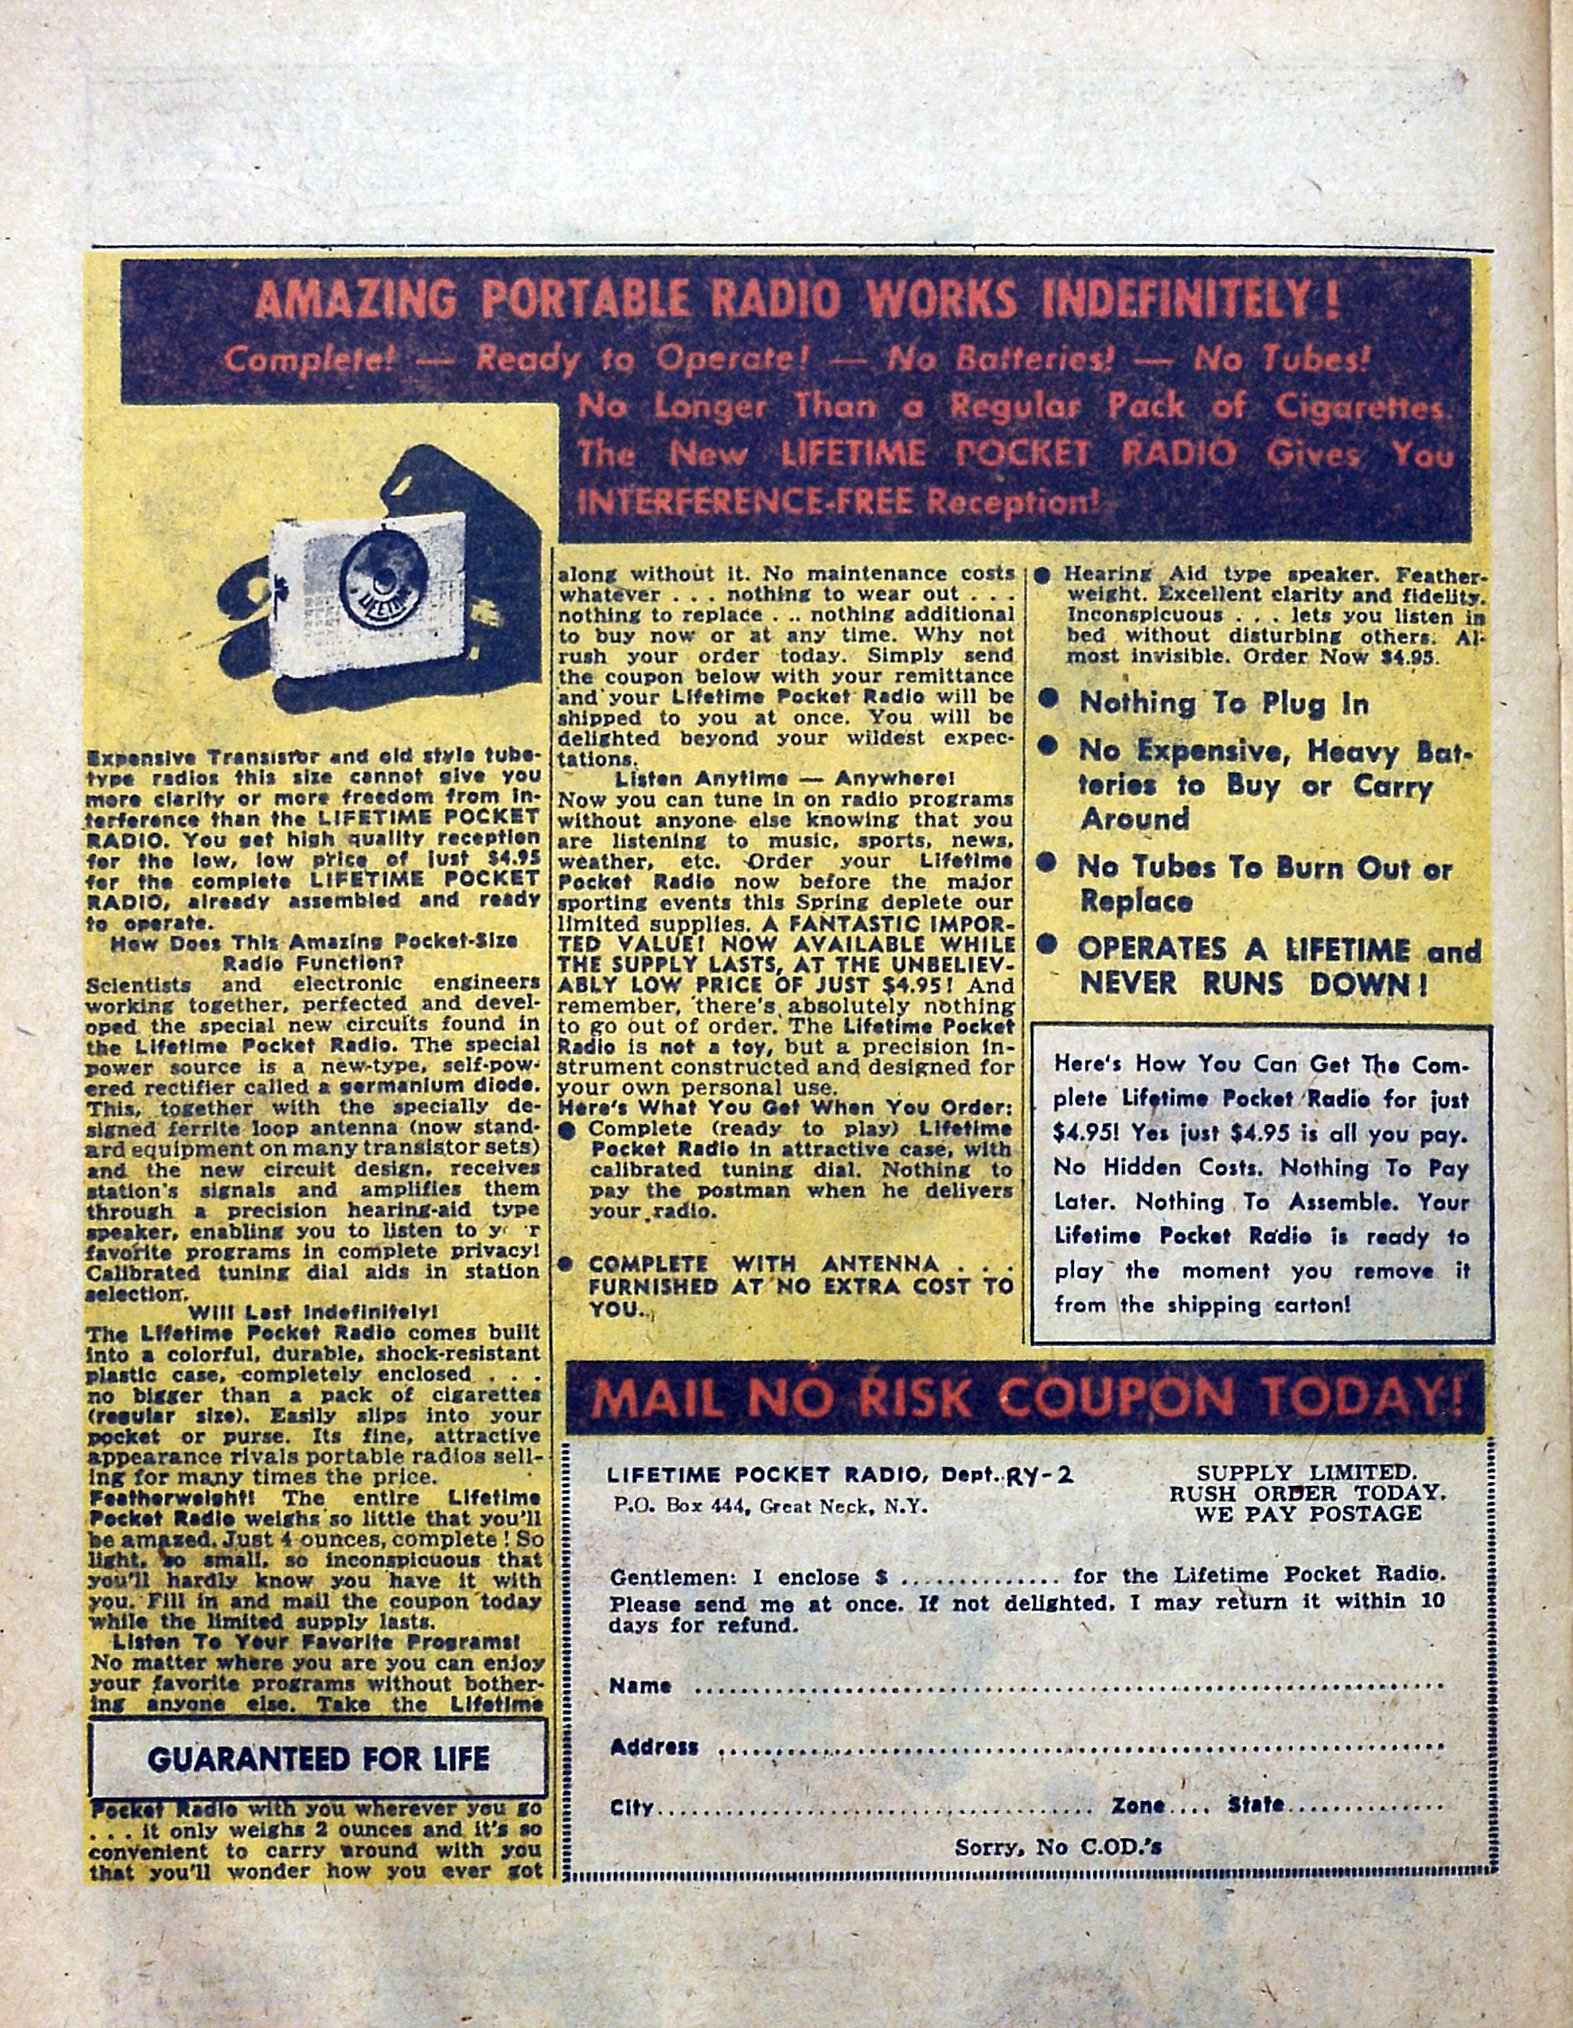 AMAZING PORTABLE RADIO WORKS INDEFINITELY!
Complete! — Ready to Operate! — No Batteries! — No Tubes!
No Longer Than a Regular Pack of Cigarettes.
The New LIFETIME POCKET RADIO Gives You
INTERFERENCE-FREE Reception!
LIFETIME
Expensive Transistor and old style tube-
type radios this size cannot give you
more clarity or more freedom from in-
terference than the LIFETIME POCKET
RADIO. You get high quality reception
for the low, low price of just $4.95
for the complete LIFETIME POCKET
RADIO, already assembled and ready
to operate.
How Does This Amazing Pocket-Size
Radio Function?
Scientists and electronic engineers
working together, perfected and devel-
oped the special new circuits found in
the Lifetime Pocket Radio. The special
power source is a new-type, self-pow-
ered rectifier called a germanium diode.
This, together with the specially de-
signed ferrite loop antenna (now stand-
ard equipment on many transistor sets)
and the new circuit design, receives
station's signals and amplifies them
through a precision hearing-aid type
speaker, enabling you to listen to
favorite programs in complete privacy!
Calibrated tuning dial aids in station
selection.
Will Last Indefinitely!
The Lifetime Pocket Radio comes built
into a colorful, durable, shock-resistant
plastic case, completely enclosed . . .
no bigger than a pack of cigarettes
(regular size). Easily slips into your
pocket or purse. Its fine, attractive
appearance rivals portable radios sell-
ing for many times the price.
Featherweight! The entire Lifetime
Pocket Radio weighs so little that you'll
be amazed. Just 4 ounces, complete! So
light, so small, so inconspicuous that
you'll hardly know you have it with
you. Fill in and mail the coupon today
while the limited supply lasts.
Listen To Your Favorite Programs!
No matter where you are you can enjoy
your favorite programs without bother-
ing anyone else. Take the Lifetime
GUARANTEED FOR LIFE
Pocket Radio with you wherever you go
. . . it only weighs 2 ounces and it's so
convenient to carry around with you
that you'll wonder how you ever got
along without it. No maintenance costs
whatever . . . nothing to wear out . . .
nothing to replace . . . nothing additional
to buy now or at any time. Why not
rush your order today. Simply send
the coupon below with your remittance
and your Lifetime Pocket Radio will be
shipped to you at once. You will be
delighted beyond your wildest expec-
tations.
Listen Anytime — Anywhere!
Now you can tune in on radio programs
without anyone else knowing that you
are listening to music, sports, news,
weather, etc. Order your Lifetime
Pocket Radio now before the major
sporting events this Spring deplete our
limited supplies. A FANTASTIC IMPOR-
TED VALUE! NOW AVAILABLE WHILE
THE SUPPLY LASTS, AT THE UNBELIEV-
ABLY LOW PRICE OF JUST $4.95! And
remember, there's absolutely nothing
to go out of order. The Lifetime Pocket
Radio is not a toy, but a precision in-
strument constructed and designed for
your own personal use.
Here's What You Get When You Order:
● Complete (ready to play) Lifetime
Pocket Radio in attractive case, with
calibrated tuning dial. Nothing to
pay the postman when he delivers
your radio.
● COMPLETE WITH ANTENNA . . .
FURNISHED AT NO EXTRA COST TO
YOU.
● Hearing Aid type speaker. Feather-
weight. Excellent clarity and fidelity.
Inconspicuous . . . lets you listen in
bed without disturbing others. Al-
most invisible. Order Now $4.95.
● Nothing To Plug In
● No Expensive, Heavy Bat-
teries to Buy or Carry
Around
● No Tubes To Burn Out or
Replace
● OPERATES A LIFETIME and
NEVER RUNS DOWN!
Here's How You Can Get The Com-
plete Lifetime Pocket Radio for just
$4.95! Yes just $4.95 is all you pay.
No Hidden Costs. Nothing To Pay
Later. Nothing To Assemble. Your
Lifetime Pocket Radio is ready to
play the moment you remove it
from the shipping carton!
MAIL NO RISK COUPON TODAY!
LIFETIME POCKET RADIO, Dept. RY-2
P.O. Box 444, Great Neck, N.Y.
SUPPLY LIMITED.
RUSH ORDER TODAY.
WE PAY POSTAGE
Gentlemen: I enclose $ .............. for the Lifetime Pocket Radio.
Please send me at once. If not delighted, I may return it within 10
days for refund.
Name ........................................
Address ........................................
City........................................ Zone.... State..............
Sorry, No C.OD.'s